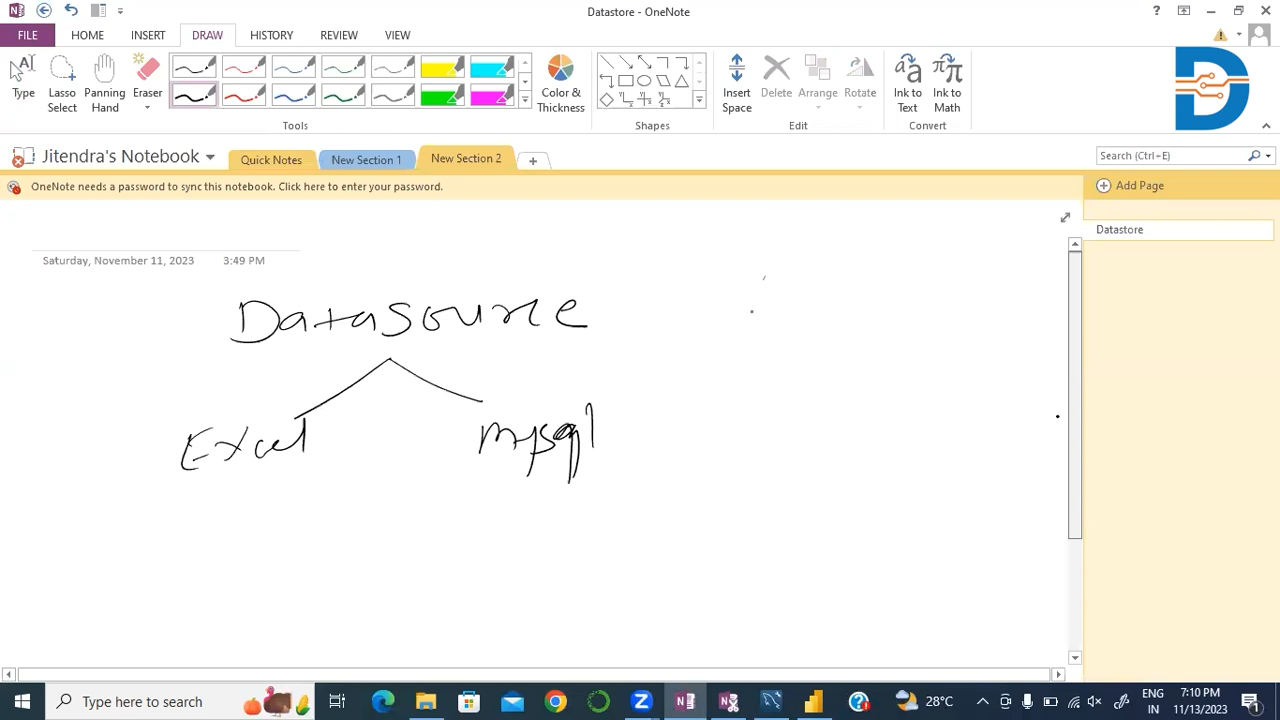 Datastore - OneNote
?
FILE HOME INSERT DRAW HISTORY REVIEW VIEW
Type
Lasso Select
Panning Hand
Eraser
Color & Thickness
Insert Space
Delete
Arrange
Rotate
Ink to Text
Ink to Math
Tools
Shapes
Edit
Convert
Jitendra's Notebook
Quick Notes
New Section 1
New Section 2
Search (Ctrl+E)
OneNote needs a password to sync this notebook. Click here to enter your password.
Add Page
Datastore
Saturday, November 11, 2023 3:49 PM
Datasource
Excel mysql
Type here to search
28°C
ENG
IN
7:10 PM
11/13/2023
1